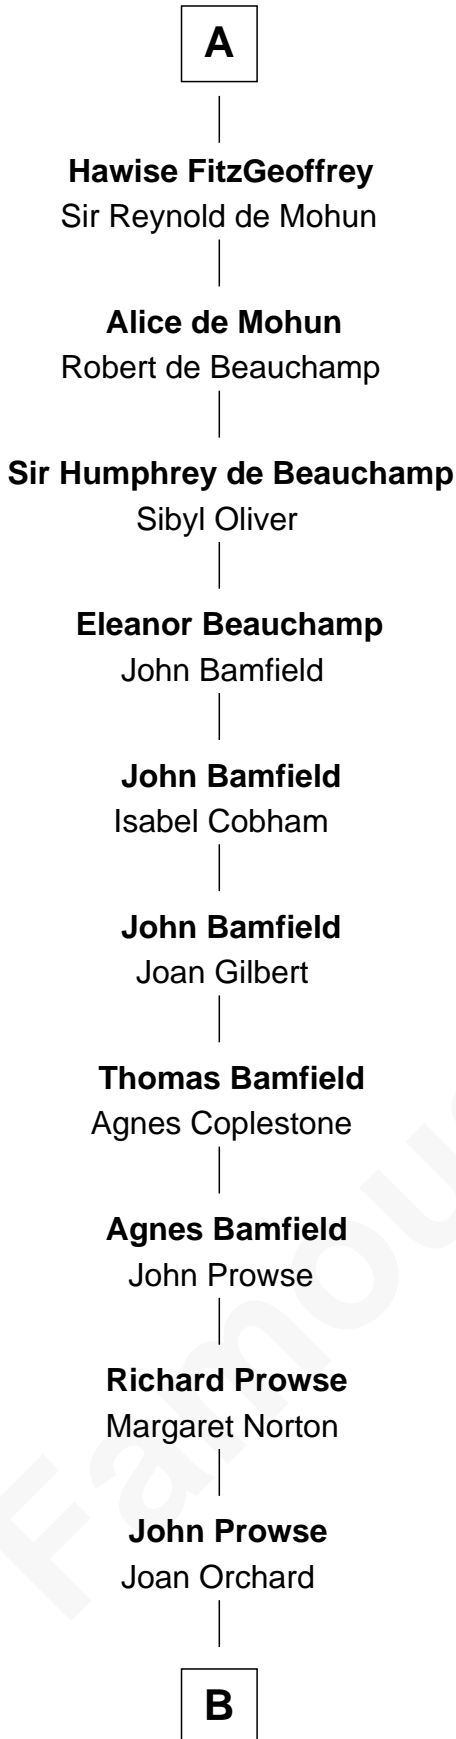 A
Hawise FitzGeoffrey
Sir Reynold de Mohun
Alice de Mohun
Robert de Beauchamp
Sir Humphrey de Beauchamp
Sibyl Oliver
Eleanor Beauchamp
John Bamfield
John Bamfield
Isabel Cobham
John Bamfield
Joan Gilbert
Thomas Bamfield
Agnes Coplestone
Agnes Bamfield
John Prowse
Richard Prowse
Margaret Norton
John Prowse
Joan Orchard
B